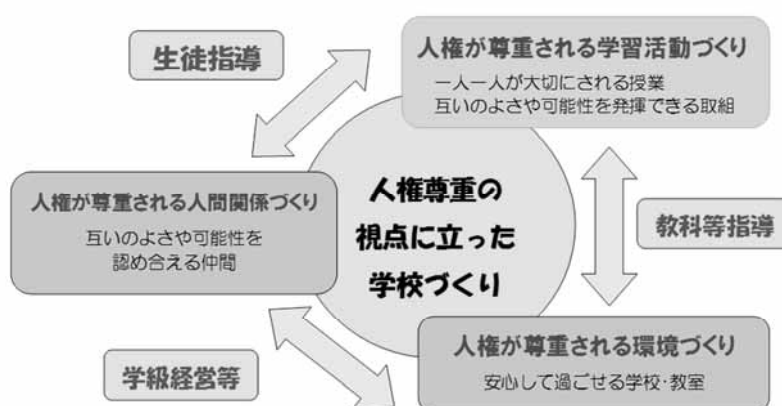 生徒指導
人権が尊重される学習活動づくり
一人一人が大切にされる授業
互いのよさや可能性を発揮できる取組
人権が尊重される人間関係づくり
互いのよさや可能性を
認め合える仲間
人権尊重の
視点に立った
学校づくり
教科等指導
人権が尊重される環境づくり
安心して過ごせる学校・教室
学級経営等